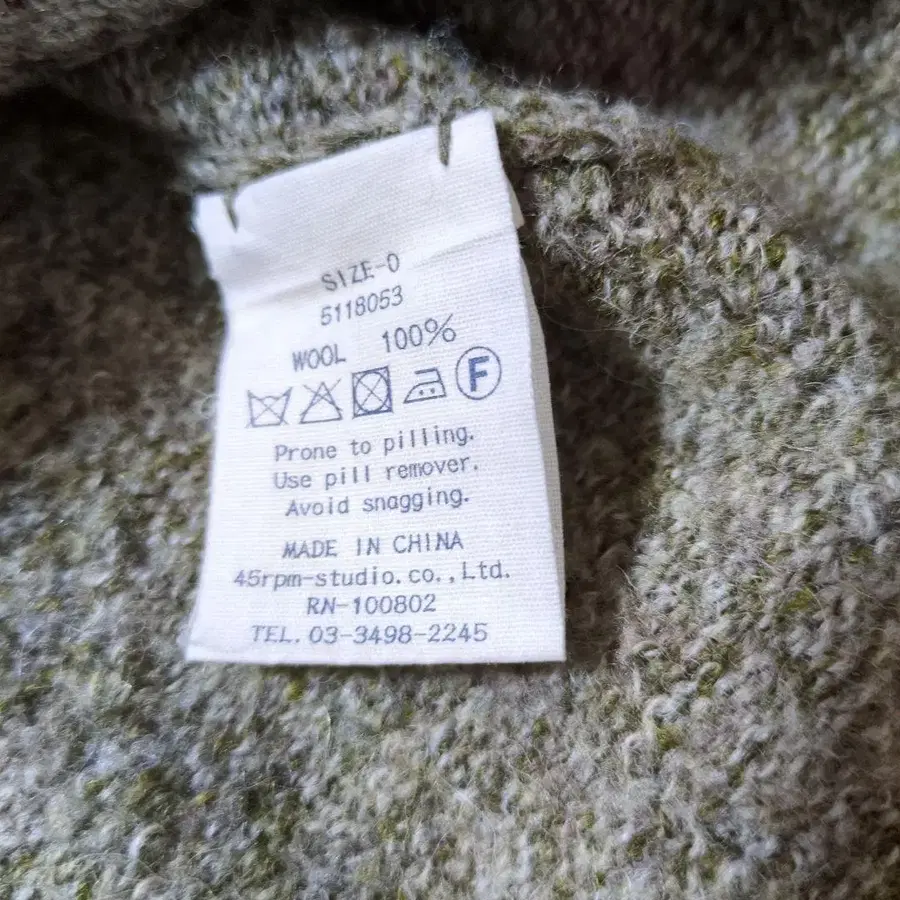 SIZE-0
5118053
WOOL 100%
F
Prone to pilling.
Use pill remover.
Avoid snagging.
MADE IN CHINA
45rpm-studio.co.,Ltd.
RN-100802
TEL. 03-3498-2245